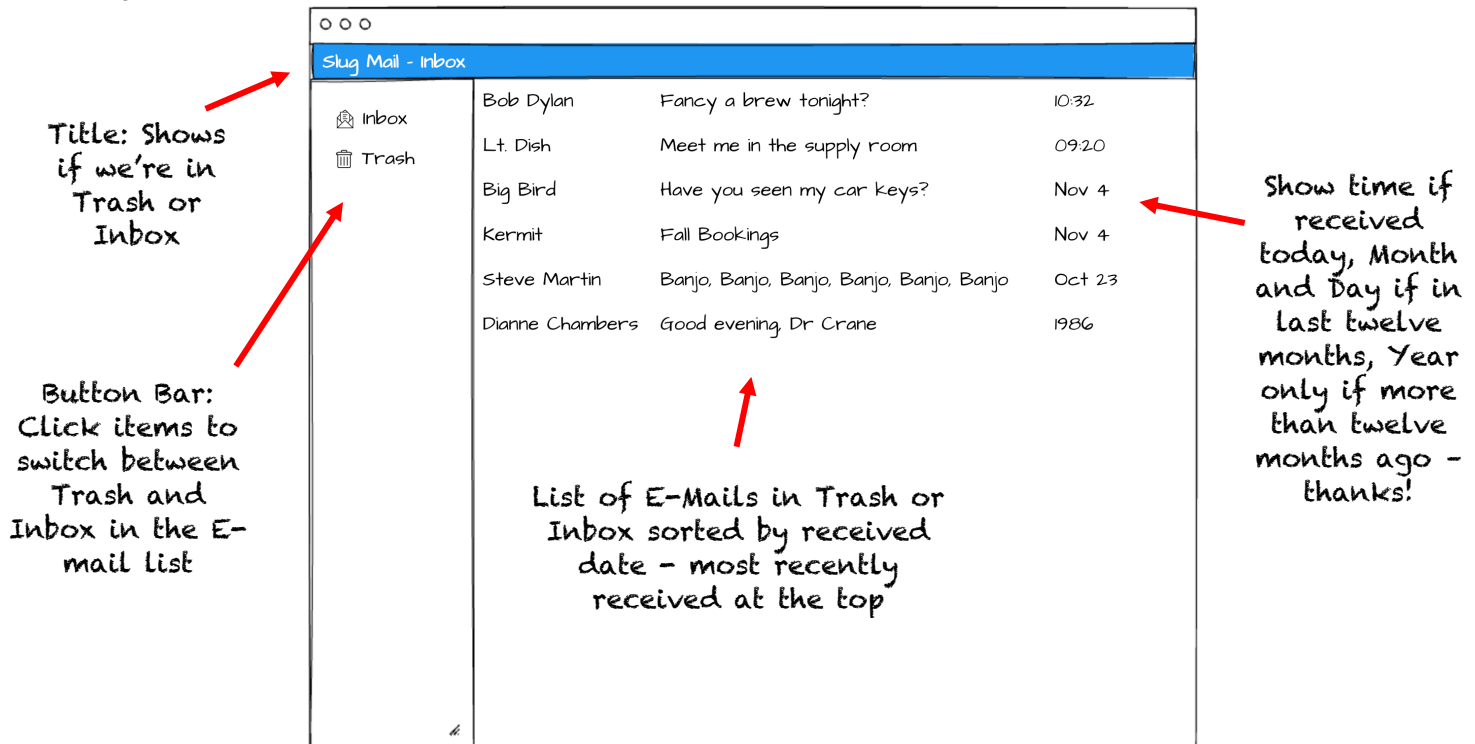 Slug Mail - Inbox
Inbox
Trash
Bob Dylan Fancy a brew tonight? 10:32
Lt. Dish Meet me in the supply room 09:20
Big Bird Have you seen my car keys? Nov 4
Kermit Fall Bookings Nov 4
Steve Martin Banjo, Banjo, Banjo, Banjo, Banjo, Banjo Oct 23
Dianne Chambers Good evening, Dr Crane 1986
Title: Shows
if we're in
Trash or
Inbox
Button Bar:
Click items to
switch between
Trash and
Inbox in the E-
mail list
List of E-Mails in Trash or
Inbox sorted by received
date - most recently
received at the top
Show time if
received
today, Month
and Day if in
last twelve
months, Year
only if more
than twelve
months ago -
thanks!